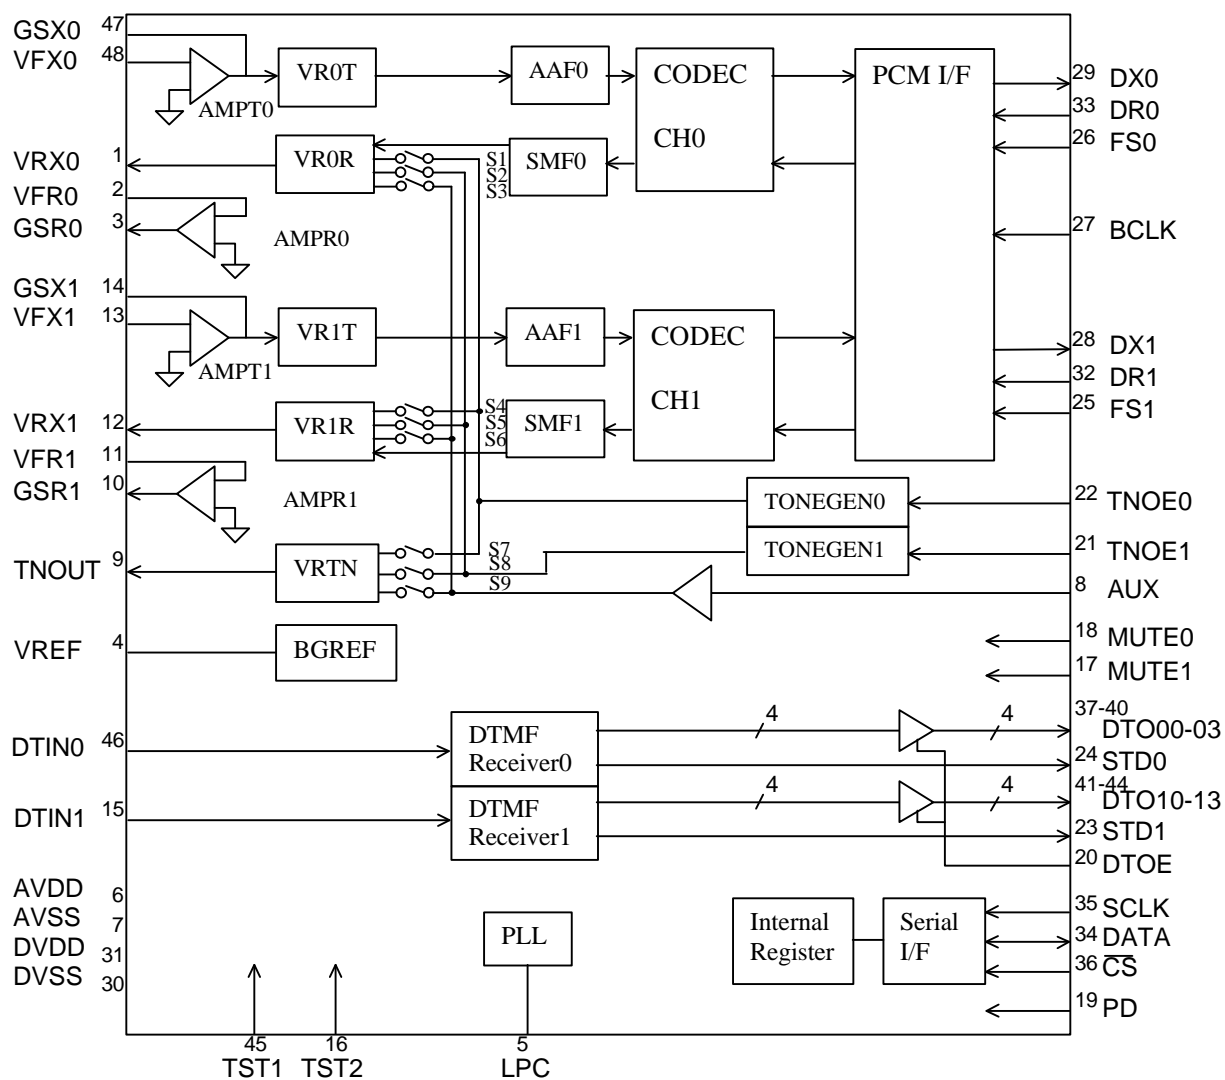 GSX0 47
VFX0 48
AMPT0
VR0T
AAF0
CODEC
CH0
PCM I/F
29 DX0
33 DR0
26 FS0
VRX0 1
VR0R
S1
S2
S3
SMF0
VFR0 2
GSR0 3
AMPR0
27 BCLK
GSX1 14
VFX1 13
AMPT1
VR1T
AAF1
CODEC
CH1
28 DX1
32 DR1
25 FS1
VRX1 12
VR1R
S4
S5
S6
SMF1
VFR1 11
GSR1 10
AMPR1
TONEGEN0
22 TNOE0
TONEGEN1
21 TNOE1
TNOUT 9
VRTN
S7
S8
S9
8 AUX
VREF 4
BGREF
18 MUTE0
17 MUTE1
DTIN0 46
DTMF
Receiver0
4
4
37-40
DTO00-03
24 STD0
DTIN1 15
DTMF
Receiver1
4
4
41-44
DTO10-13
23 STD1
20 DTOE
AVDD 6
AVSS 7
DVDD 31
DVSS 30
PLL
Internal
Register
Serial
I/F
35 SCLK
34 DATA
36 C̅S̅
19 PD
45
TST1
16
TST2
5
LPC